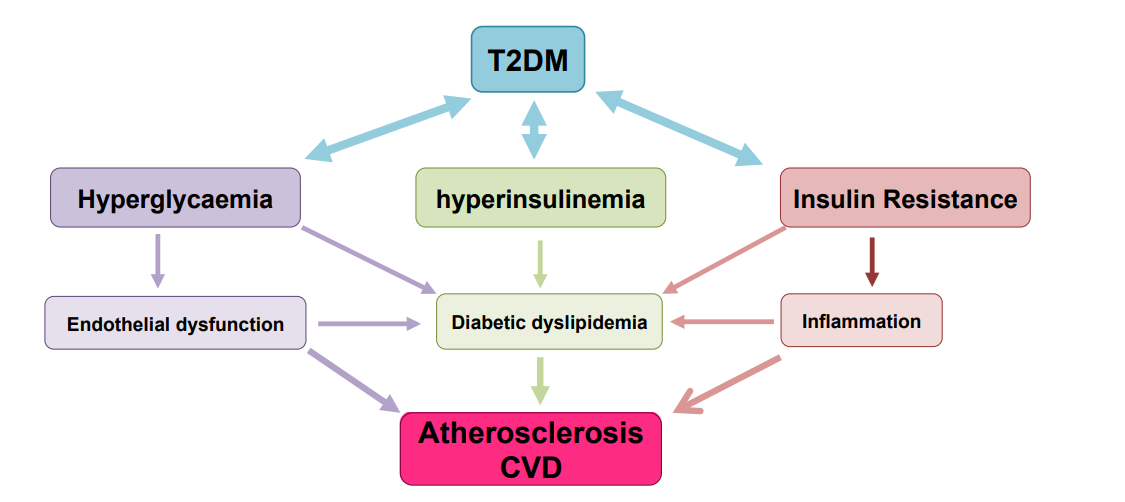 T2DM
Hyperglycaemia
hyperinsulinemia
Insulin Resistance
Endothelial dysfunction
Diabetic dyslipidemia
Inflammation
Atherosclerosis
CVD